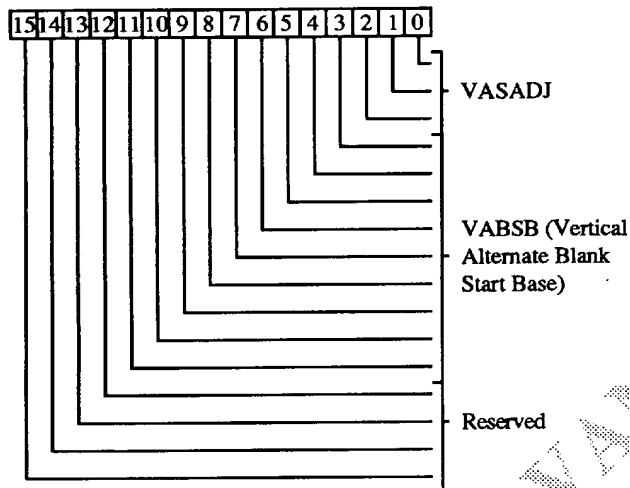 15 14 13 12 11 10 9 8 7 6 5 4 3 2 1 0
VASADJ
VABSB (Vertical
Alternate Blank
Start Base)
Reserved